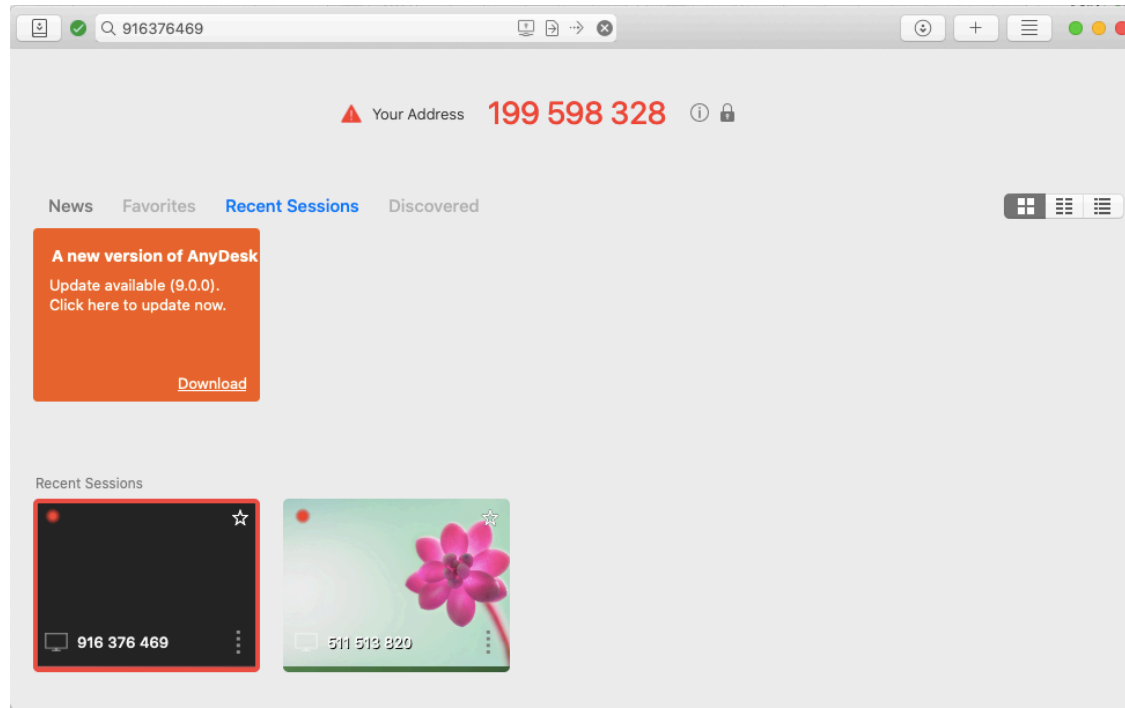 916376469
Your Address 199 598 328
News Favorites Recent Sessions Discovered
A new version of AnyDesk
Update available (9.0.0).
Click here to update now.
Download
Recent Sessions
916 376 469
511 513 820